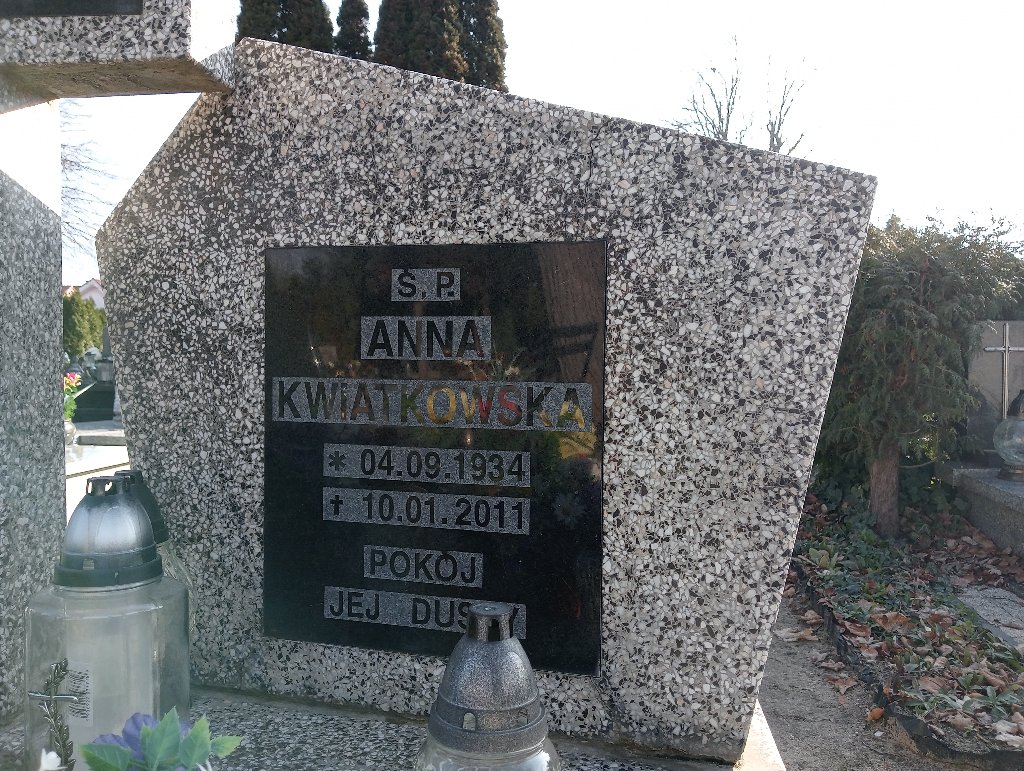 Ś. P.
ANNA
KWIATKOWSKA
* 04.09.1934
✝ 10.01.2011
POKÓJ
JEJ